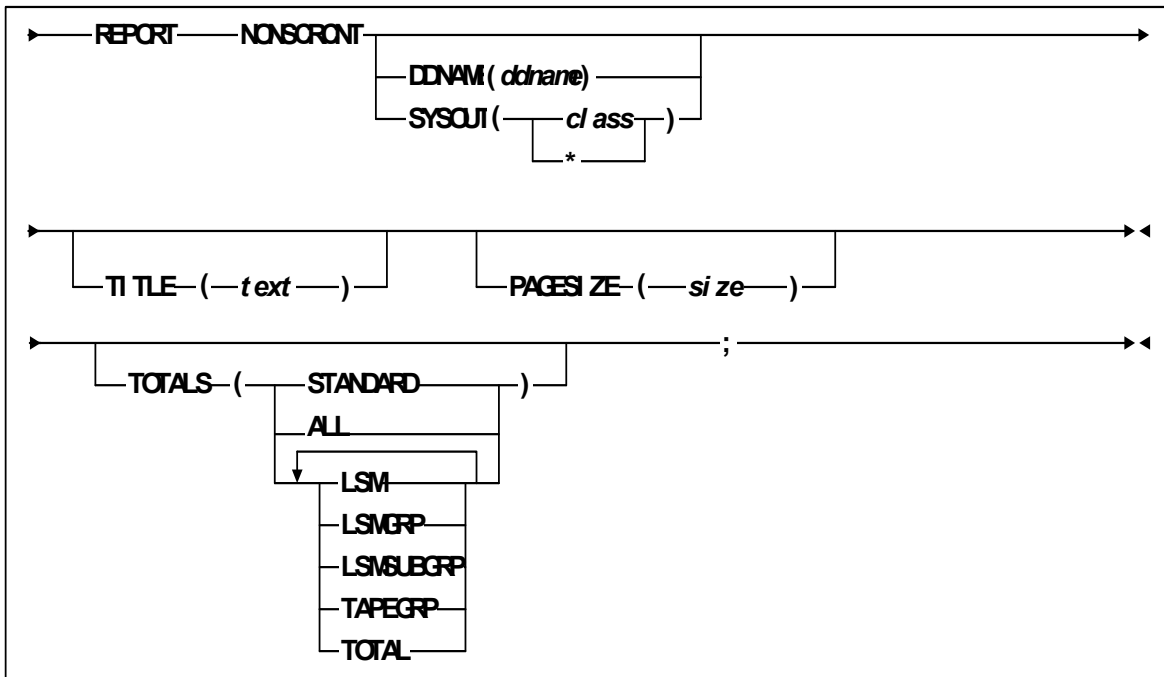 REPORT NONSCRCNT
DDNAME(ddname)
SYSOUT( class )
*
TITLE ( text ) PAGESIZE ( size )
;
TOTALS ( STANDARD )
ALL
LSM
LSMGRP
LSMSUBGRP
TAPEGRP
TOTAL